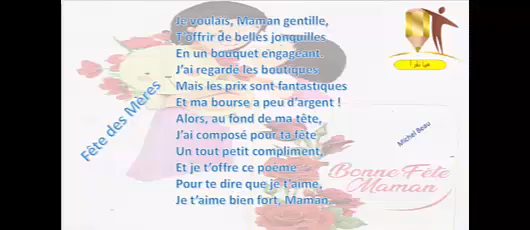 Je voulais, Maman gentille,
T'offrir de belles jonquilles
En un bouquet engageant.
J'ai regardé les boutiques
Mais les prix sont fantastiques
Et ma bourse a peu d'argent !
Alors, au fond de ma tête,
J'ai composé pour ta fête
Un tout petit compliment,
Et je t'offre ce poème
Pour te dire que je t'aime,
Je t'aime bien fort, Maman.
Fête des Mères
Michel Beau
Bonne Fête
Maman
هيا نقرأ